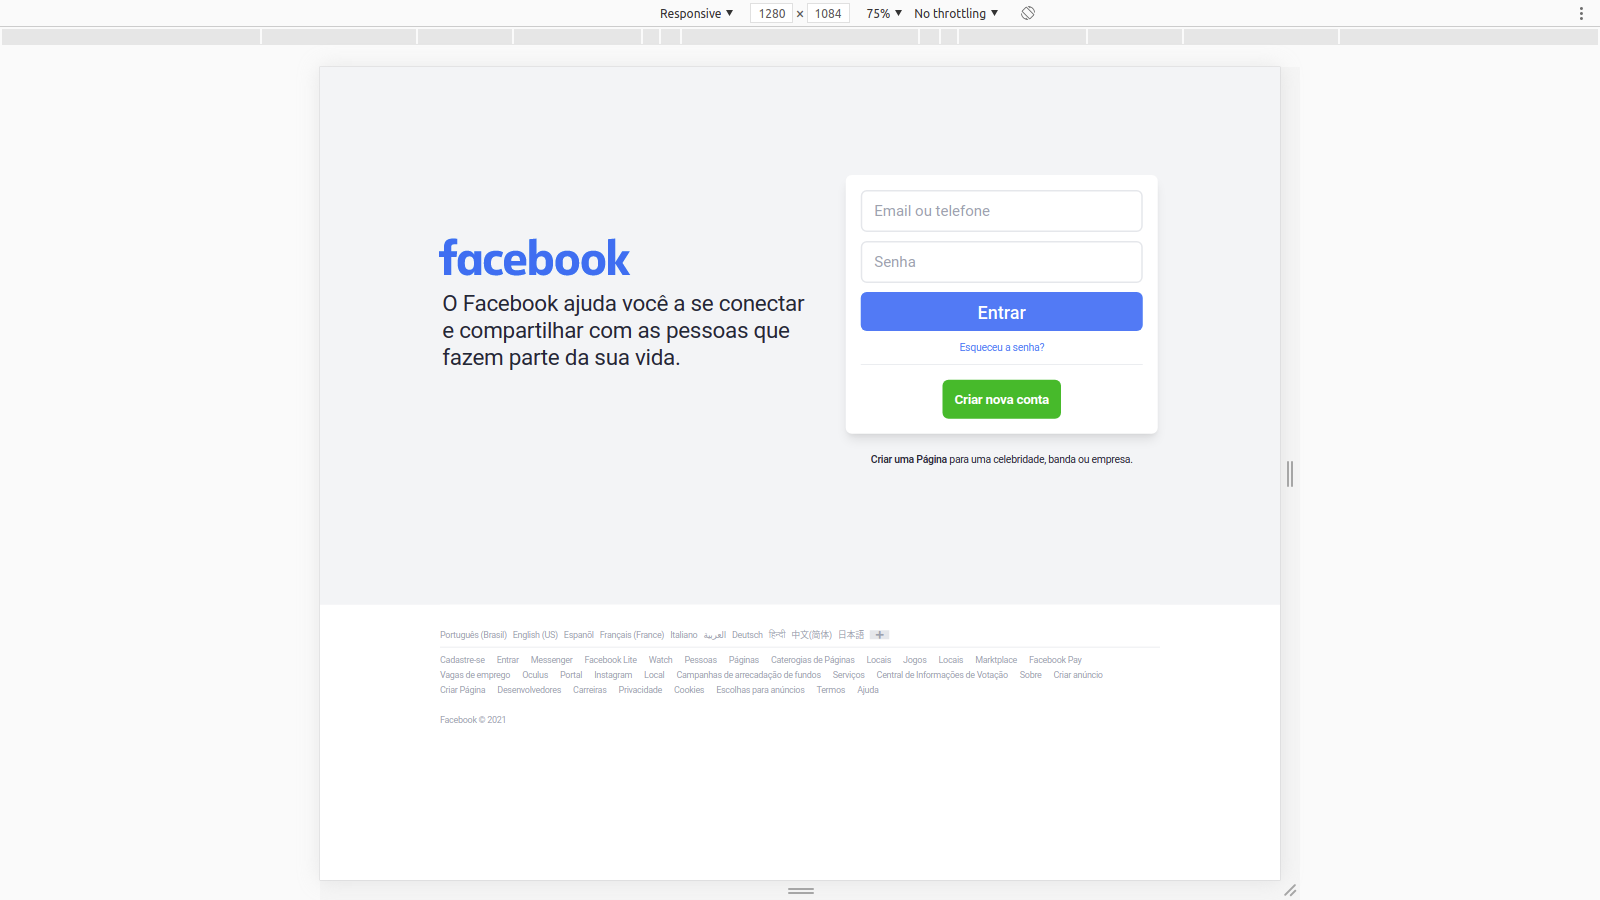 Responsive ▼ 1280 × 1084 75% ▼ No throttling ▼
facebook
O Facebook ajuda você a se conectar
e compartilhar com as pessoas que
fazem parte da sua vida.
Email ou telefone
Senha
Entrar
Esqueceu a senha?
Criar nova conta
Criar uma Página para uma celebridade, banda ou empresa.
Português (Brasil) English (US) Espanõl Français (France) Italiano العربية Deutsch हिन्दी 中文(简体) 日本語 +
Cadastre-se Entrar Messenger Facebook Lite Watch Pessoas Páginas Caterogias de Páginas Locais Jogos Locais Marktplace Facebook Pay
Vagas de emprego Oculus Portal Instagram Local Campanhas de arrecadação de fundos Serviços Central de Informações de Votação Sobre Criar anúncio
Criar Página Desenvolvedores Carreiras Privacidade Cookies Escolhas para anúncios Termos Ajuda
Facebook © 2021